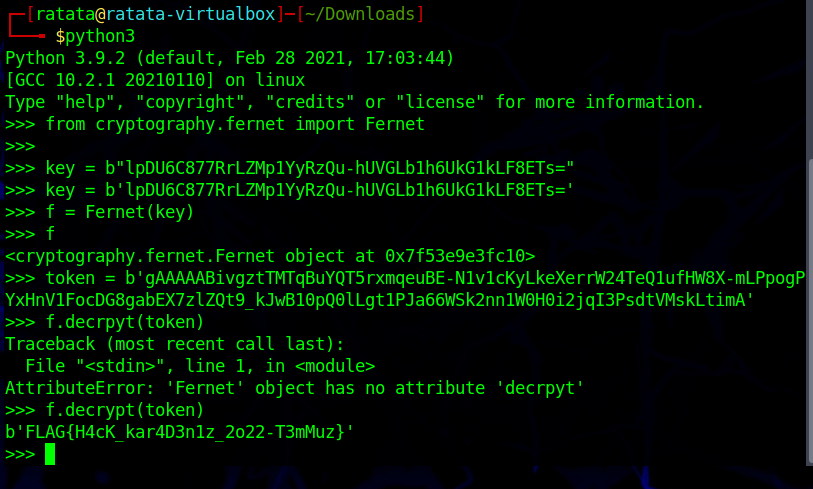 ┌─[ratata@ratata-virtualbox]─[~/Downloads]
└──╼ $python3
Python 3.9.2 (default, Feb 28 2021, 17:03:44)
[GCC 10.2.1 20210110] on linux
Type "help", "copyright", "credits" or "license" for more information.
>>> from cryptography.fernet import Fernet
>>>
>>> key = b"lpDU6C877RrLZMp1YyRzQu-hUVGLb1h6UkG1kLF8ETs="
>>> key = b'lpDU6C877RrLZMp1YyRzQu-hUVGLb1h6UkG1kLF8ETs='
>>> f = Fernet(key)
>>> f
<cryptography.fernet.Fernet object at 0x7f53e9e3fc10>
>>> token = b'gAAAAABivgztTMTqBuYQT5rxmqeuBE-N1v1cKyLkeXerrW24TeQ1ufHW8X-mLPpogP
YxHnV1FocDG8gabEX7zlZQt9_kJwB10pQ0lLgt1PJa66WSk2nn1W0H0i2jqI3PsdtVMskLtimA'
>>> f.decrpyt(token)
Traceback (most recent call last):
  File "<stdin>", line 1, in <module>
AttributeError: 'Fernet' object has no attribute 'decrpyt'
>>> f.decrypt(token)
b'FLAG{H4cK_kar4D3n1z_2o22-T3mMuz}'
>>>